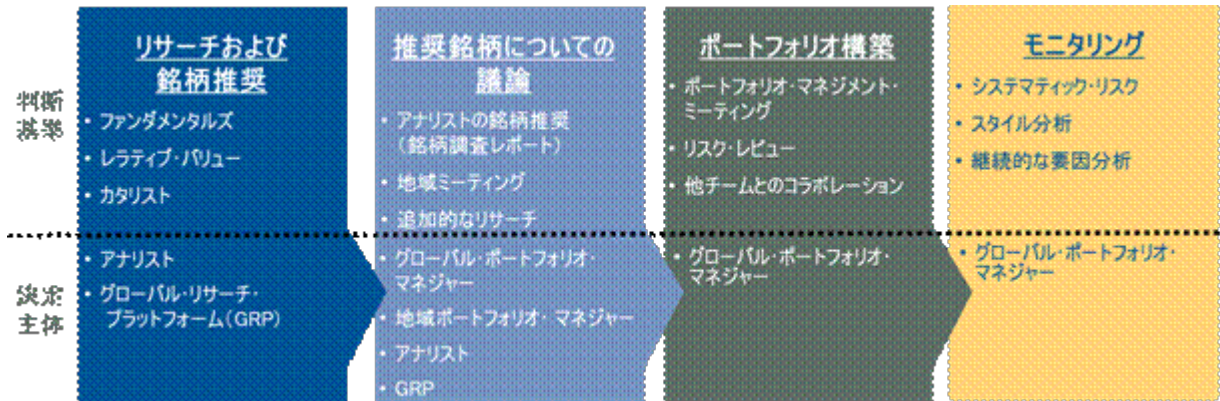 リサーチおよび
銘柄推奨
推奨銘柄についての
議論
ポートフォリオ構築
モニタリング
判断
基準
• ファンダメンタルズ
• レラティブ・バリュー
• カタリスト
• アナリストの銘柄推奨
（銘柄調査レポート）
• 地域ミーティング
• 追加的なリサーチ
• ポートフォリオ・マネジメント・
ミーティング
• リスク・レビュー
• 他チームとのコラボレーション
• システマティック・リスク
• スタイル分析
• 継続的な要因分析
決定
主体
• アナリスト
• グローバル・リサーチ・
プラットフォーム(GRP)
• グローバル・ポートフォリオ・
マネジャー
• 地域ポートフォリオ・ マネジャー
• アナリスト
• GRP
• グローバル・ポートフォリオ・
マネジャー
• グローバル・ポートフォリオ・
マネジャー